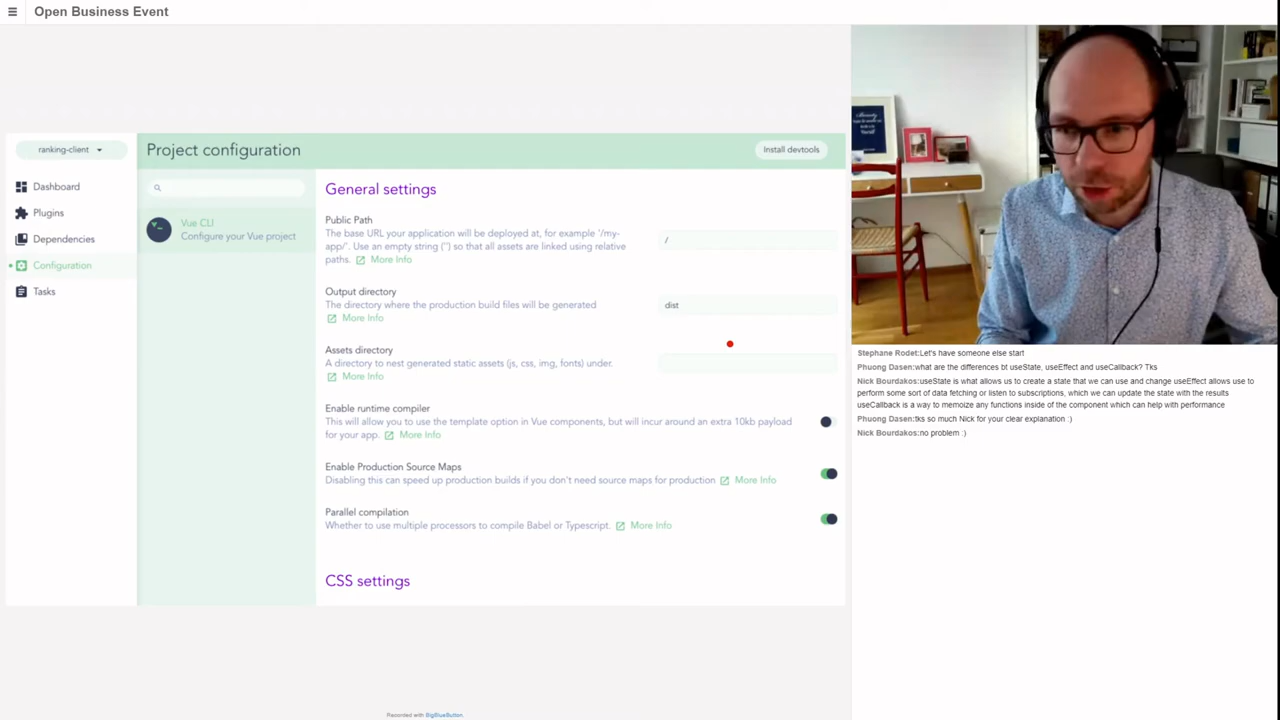 Open Business Event
ranking-client
Project configuration
Install devtools
Dashboard
Plugins
Dependencies
Configuration
Tasks
Vue CLI
Configure your Vue project
General settings
Public Path
The base URL your application will be deployed at, for example '/my-
app/'. Use an empty string ('') so that all assets are linked using relative
paths. More Info
/
Output directory
The directory where the production build files will be generated
More Info
dist
Assets directory
A directory to nest generated static assets (js, css, img, fonts) under.
More Info
Enable runtime compiler
This will allow you to use the template option in Vue components, but will incur around an extra 10kb payload
for your app. More Info
Enable Production Source Maps
Disabling this can speed up production builds if you don't need source maps for production More Info
Parallel compilation
Whether to use multiple processors to compile Babel or Typescript. More Info
CSS settings
Stephane Rodet:Let's have someone else start
Phuong Dasen:what are the differences bt useState, useEffect and useCallback? Tks
Nick Bourdakos:useState is what allows us to create a state that we can use and change useEffect allows use to
perform some sort of data fetching or listen to subscriptions, which we can update the state with the results
useCallback is a way to memoize any functions inside of the component which can help with performance
Phuong Dasen:tks so much Nick for your clear explanation :)
Nick Bourdakos:no problem :)
Recorded with BigBlueButton.